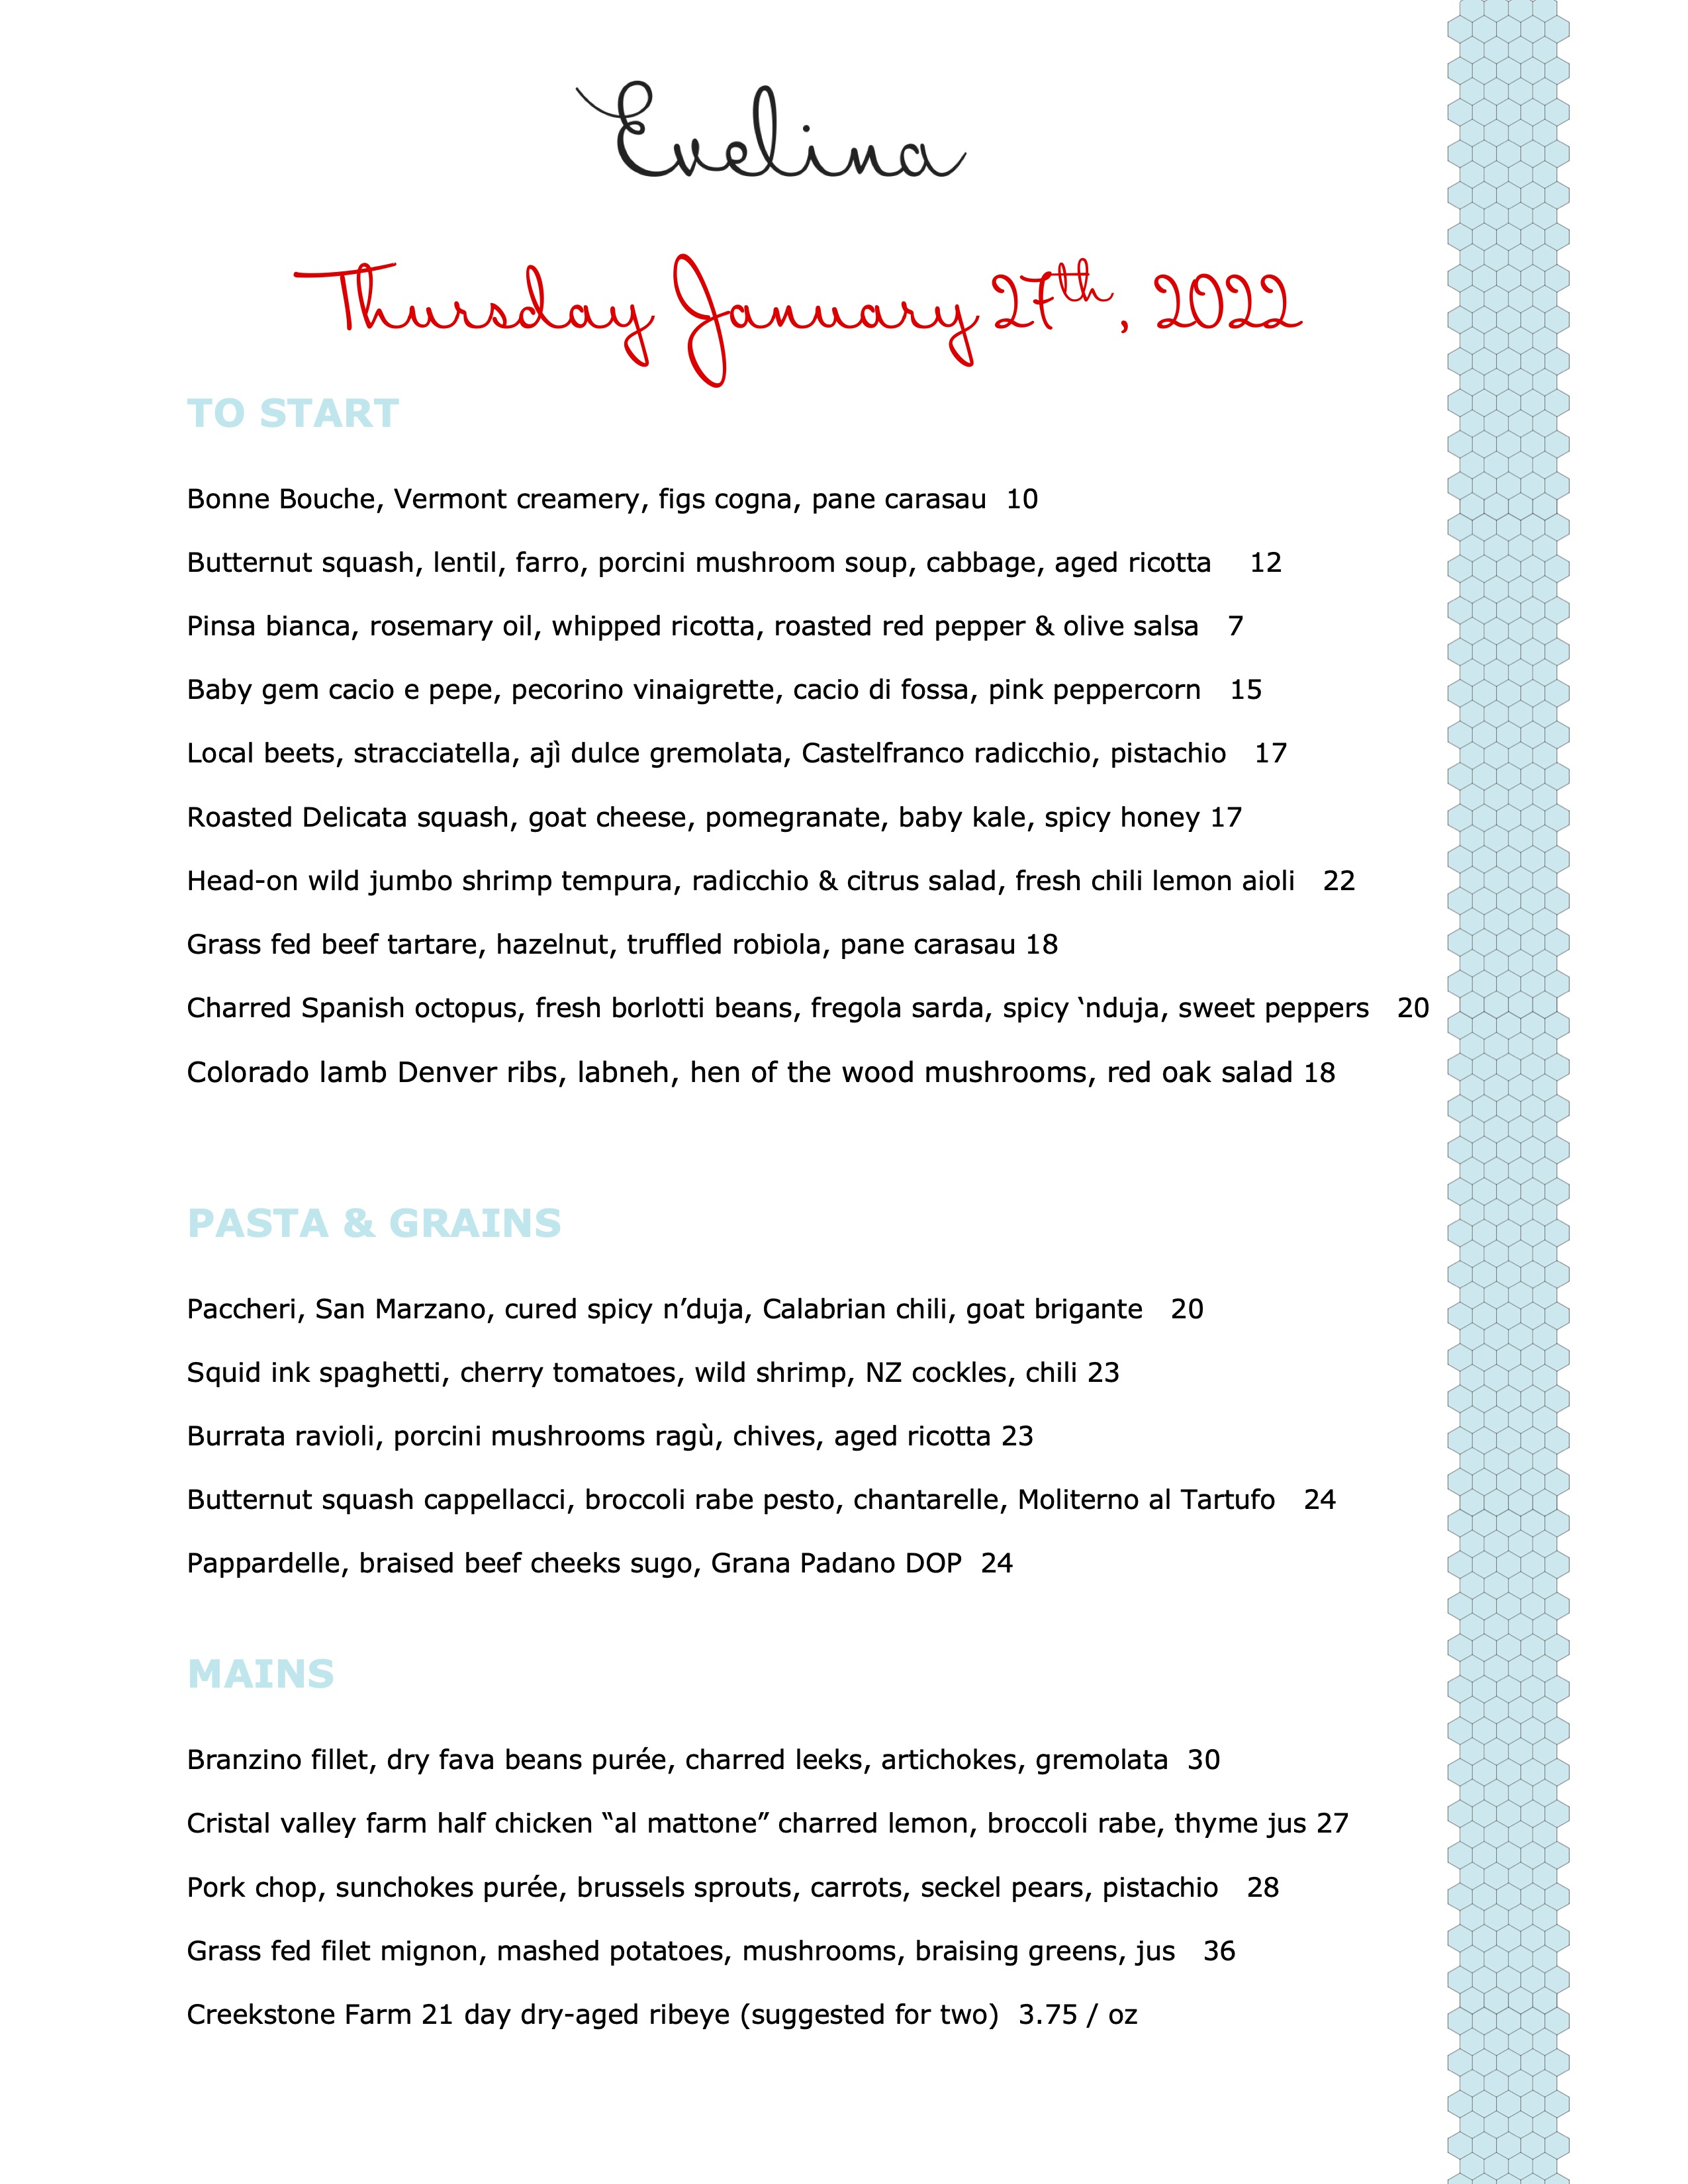 Evelina
Thursday January 27th, 2022
TO START
Bonne Bouche, Vermont creamery, figs cogna, pane carasau 10
Butternut squash, lentil, farro, porcini mushroom soup, cabbage, aged ricotta 12
Pinsa bianca, rosemary oil, whipped ricotta, roasted red pepper & olive salsa 7
Baby gem cacio e pepe, pecorino vinaigrette, cacio di fossa, pink peppercorn 15
Local beets, stracciatella, ajì dulce gremolata, Castelfranco radicchio, pistachio 17
Roasted Delicata squash, goat cheese, pomegranate, baby kale, spicy honey 17
Head-on wild jumbo shrimp tempura, radicchio & citrus salad, fresh chili lemon aioli 22
Grass fed beef tartare, hazelnut, truffled robiola, pane carasau 18
Charred Spanish octopus, fresh borlotti beans, fregola sarda, spicy ‘nduja, sweet peppers 20
Colorado lamb Denver ribs, labneh, hen of the wood mushrooms, red oak salad 18
PASTA & GRAINS
Paccheri, San Marzano, cured spicy n’duja, Calabrian chili, goat brigante 20
Squid ink spaghetti, cherry tomatoes, wild shrimp, NZ cockles, chili 23
Burrata ravioli, porcini mushrooms ragù, chives, aged ricotta 23
Butternut squash cappellacci, broccoli rabe pesto, chantarelle, Moliterno al Tartufo 24
Pappardelle, braised beef cheeks sugo, Grana Padano DOP 24
MAINS
Branzino fillet, dry fava beans purée, charred leeks, artichokes, gremolata 30
Cristal valley farm half chicken “al mattone” charred lemon, broccoli rabe, thyme jus 27
Pork chop, sunchokes purée, brussels sprouts, carrots, seckel pears, pistachio 28
Grass fed filet mignon, mashed potatoes, mushrooms, braising greens, jus 36
Creekstone Farm 21 day dry-aged ribeye (suggested for two) 3.75 / oz